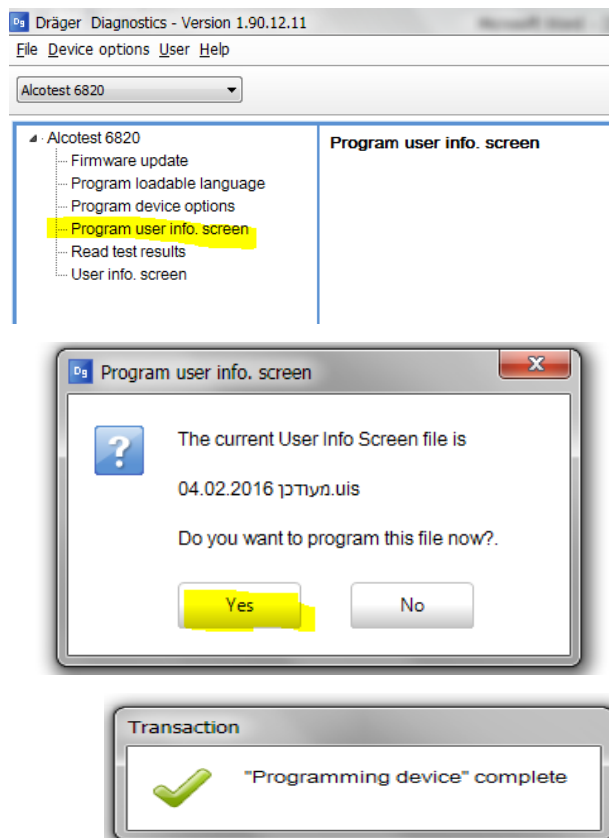 Dg Dräger Diagnostics - Version 1.90.12.11
File Device options User Help
Alcotest 6820
Alcotest 6820
Firmware update
Program loadable language
Program device options
Program user info. screen
Read test results
User info. screen
Program user info. screen
Dg Program user info. screen
The current User Info Screen file is
04.02.2016 מעודכן.uis
Do you want to program this file now?.
Yes
No
Transaction
"Programming device" complete